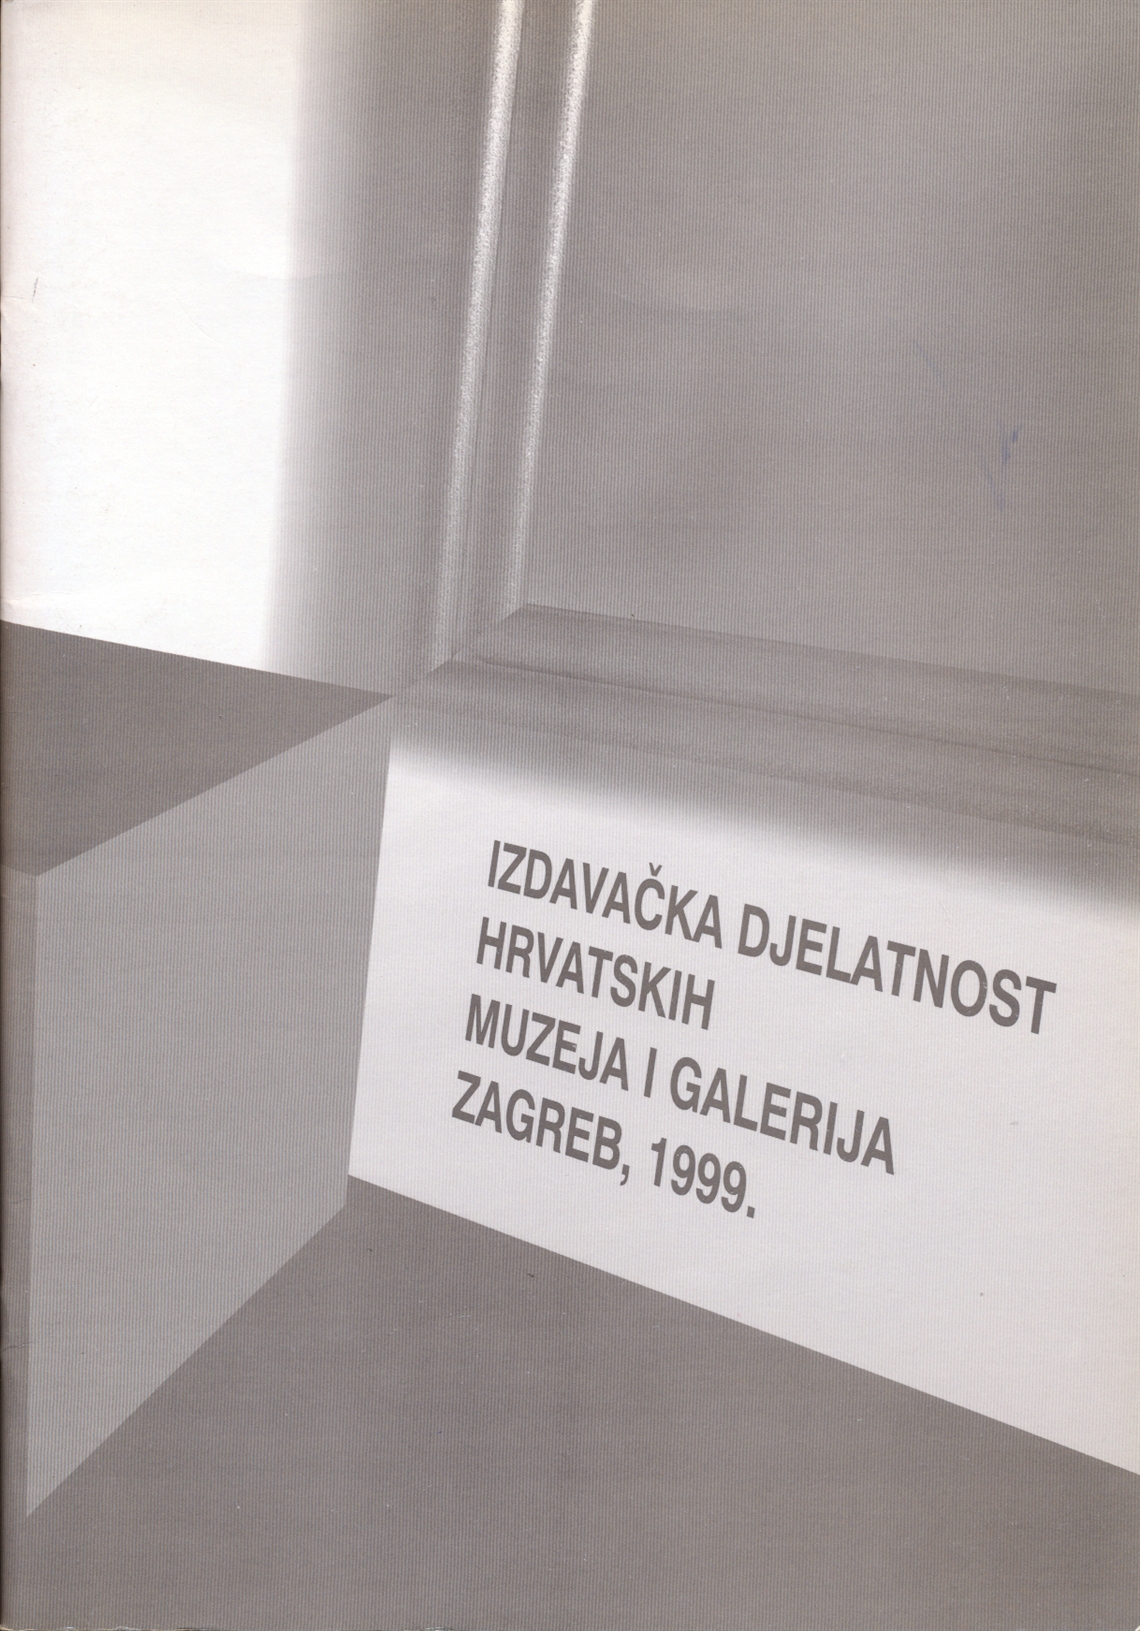 IZDAVAČKA DJELATNOST
HRVATSKIH
MUZEJA I GALERIJA
ZAGREB, 1999.